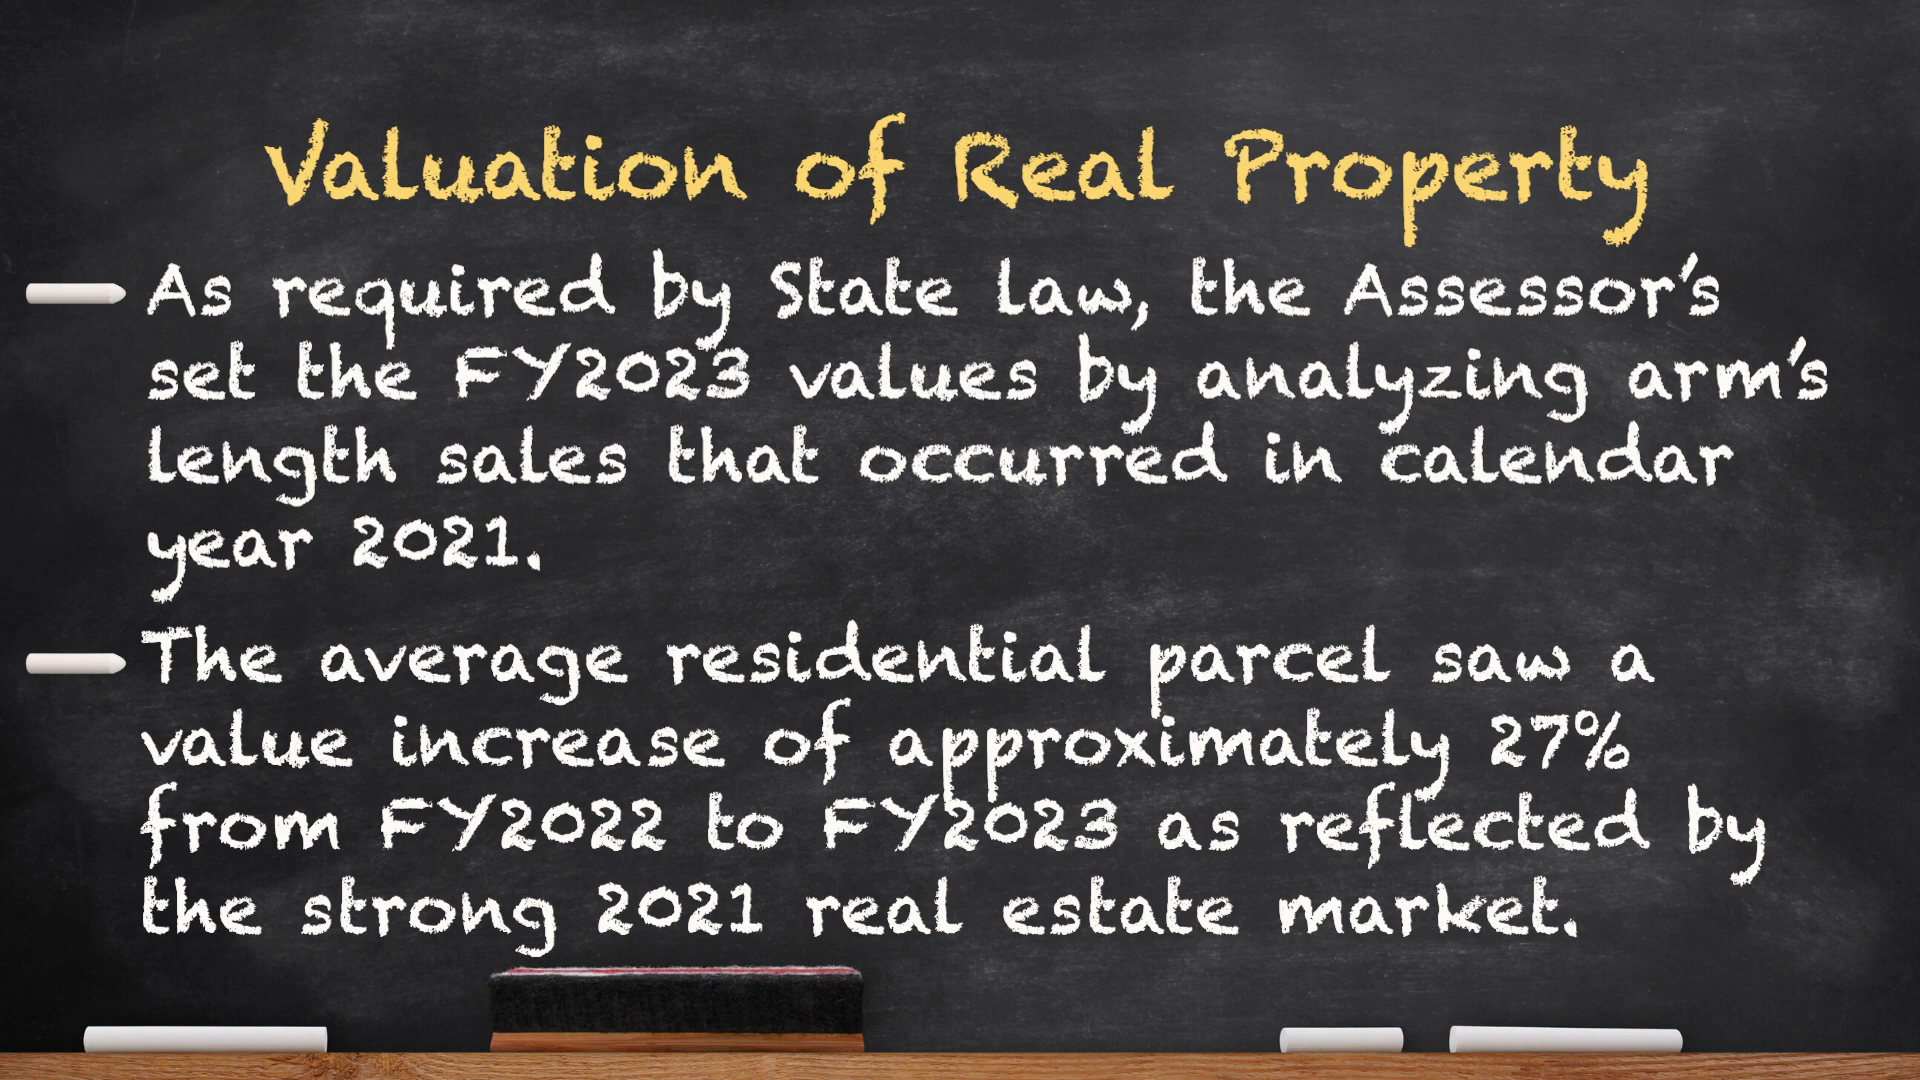 Valuation of Real Property
As required by State law, the Assessor's
set the FY2023 values by analyzing arm's
length sales that occurred in calendar
year 2021.
The average residential parcel saw a
value increase of approximately 27%
from FY2022 to FY2023 as reflected by
the strong 2021 real estate market.